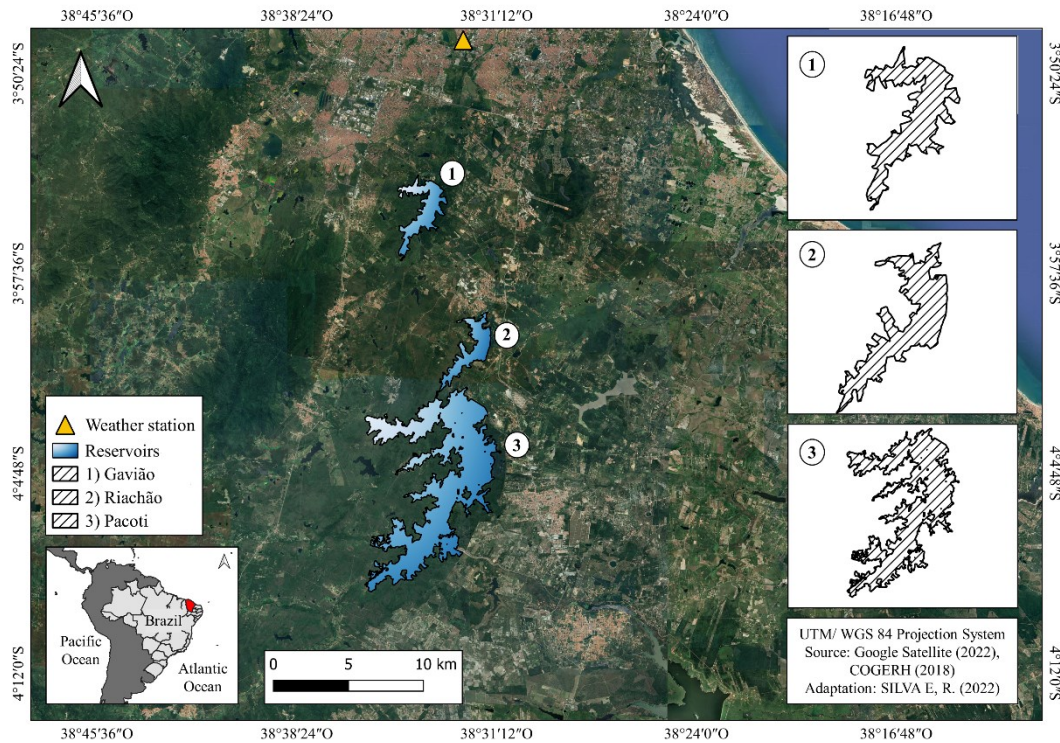 38°45'36"O 38°38'24"O 38°31'12"O 38°24'0"O 38°16'48"O
3°50'24"S
3°50'24"S
1
1
3°57'36"S
3°57'36"S
2
2
Weather station
Reservoirs
1) Gavião
2) Riachão
3) Pacoti
3
3
4°4'48"S
4°4'48"S
Brazil
Pacific
Ocean
Atlantic
Ocean
0 5 10 km
UTM/ WGS 84 Projection System
Source: Google Satellite (2022),
COGERH (2018)
Adaptation: SILVA E, R. (2022)
4°12'0"S
4°12'0"S
38°45'36"O 38°38'24"O 38°31'12"O 38°24'0"O 38°16'48"O